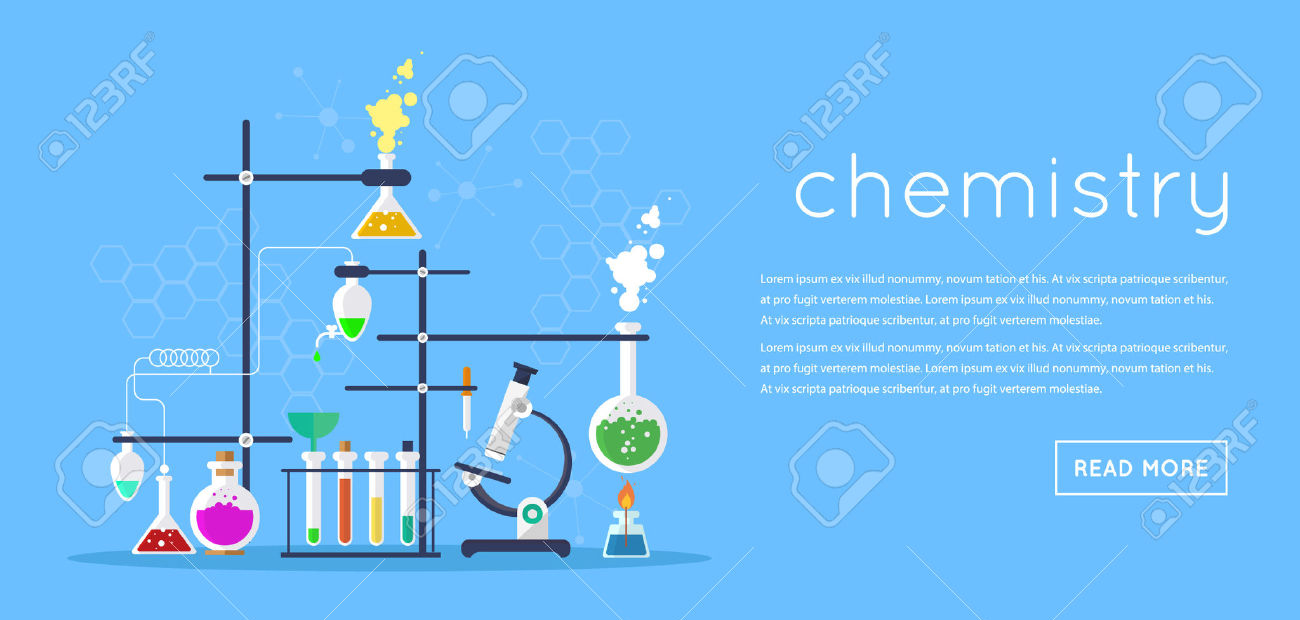 123RF
123RF
chemistry
Lorem ipsum ex vix illud nonummy, novum tation et his. At vix scripta patrioque scribentur,
at pro fugit verterem molestiae. Lorem ipsum ex vix illud nonummy, novum tation et his.
At vix scripta patrioque scribentur, at pro fugit verterem molestiae.
Lorem ipsum ex vix illud nonummy, novum tation et his. At vix scripta patrioque scribentur,
at pro fugit verterem molestiae. Lorem ipsum ex vix illud nonummy, novum tation et his.
At vix scripta patrioque scribentur, at pro fugit verterem molestiae.
READ MORE
123RF
123RF
123RF